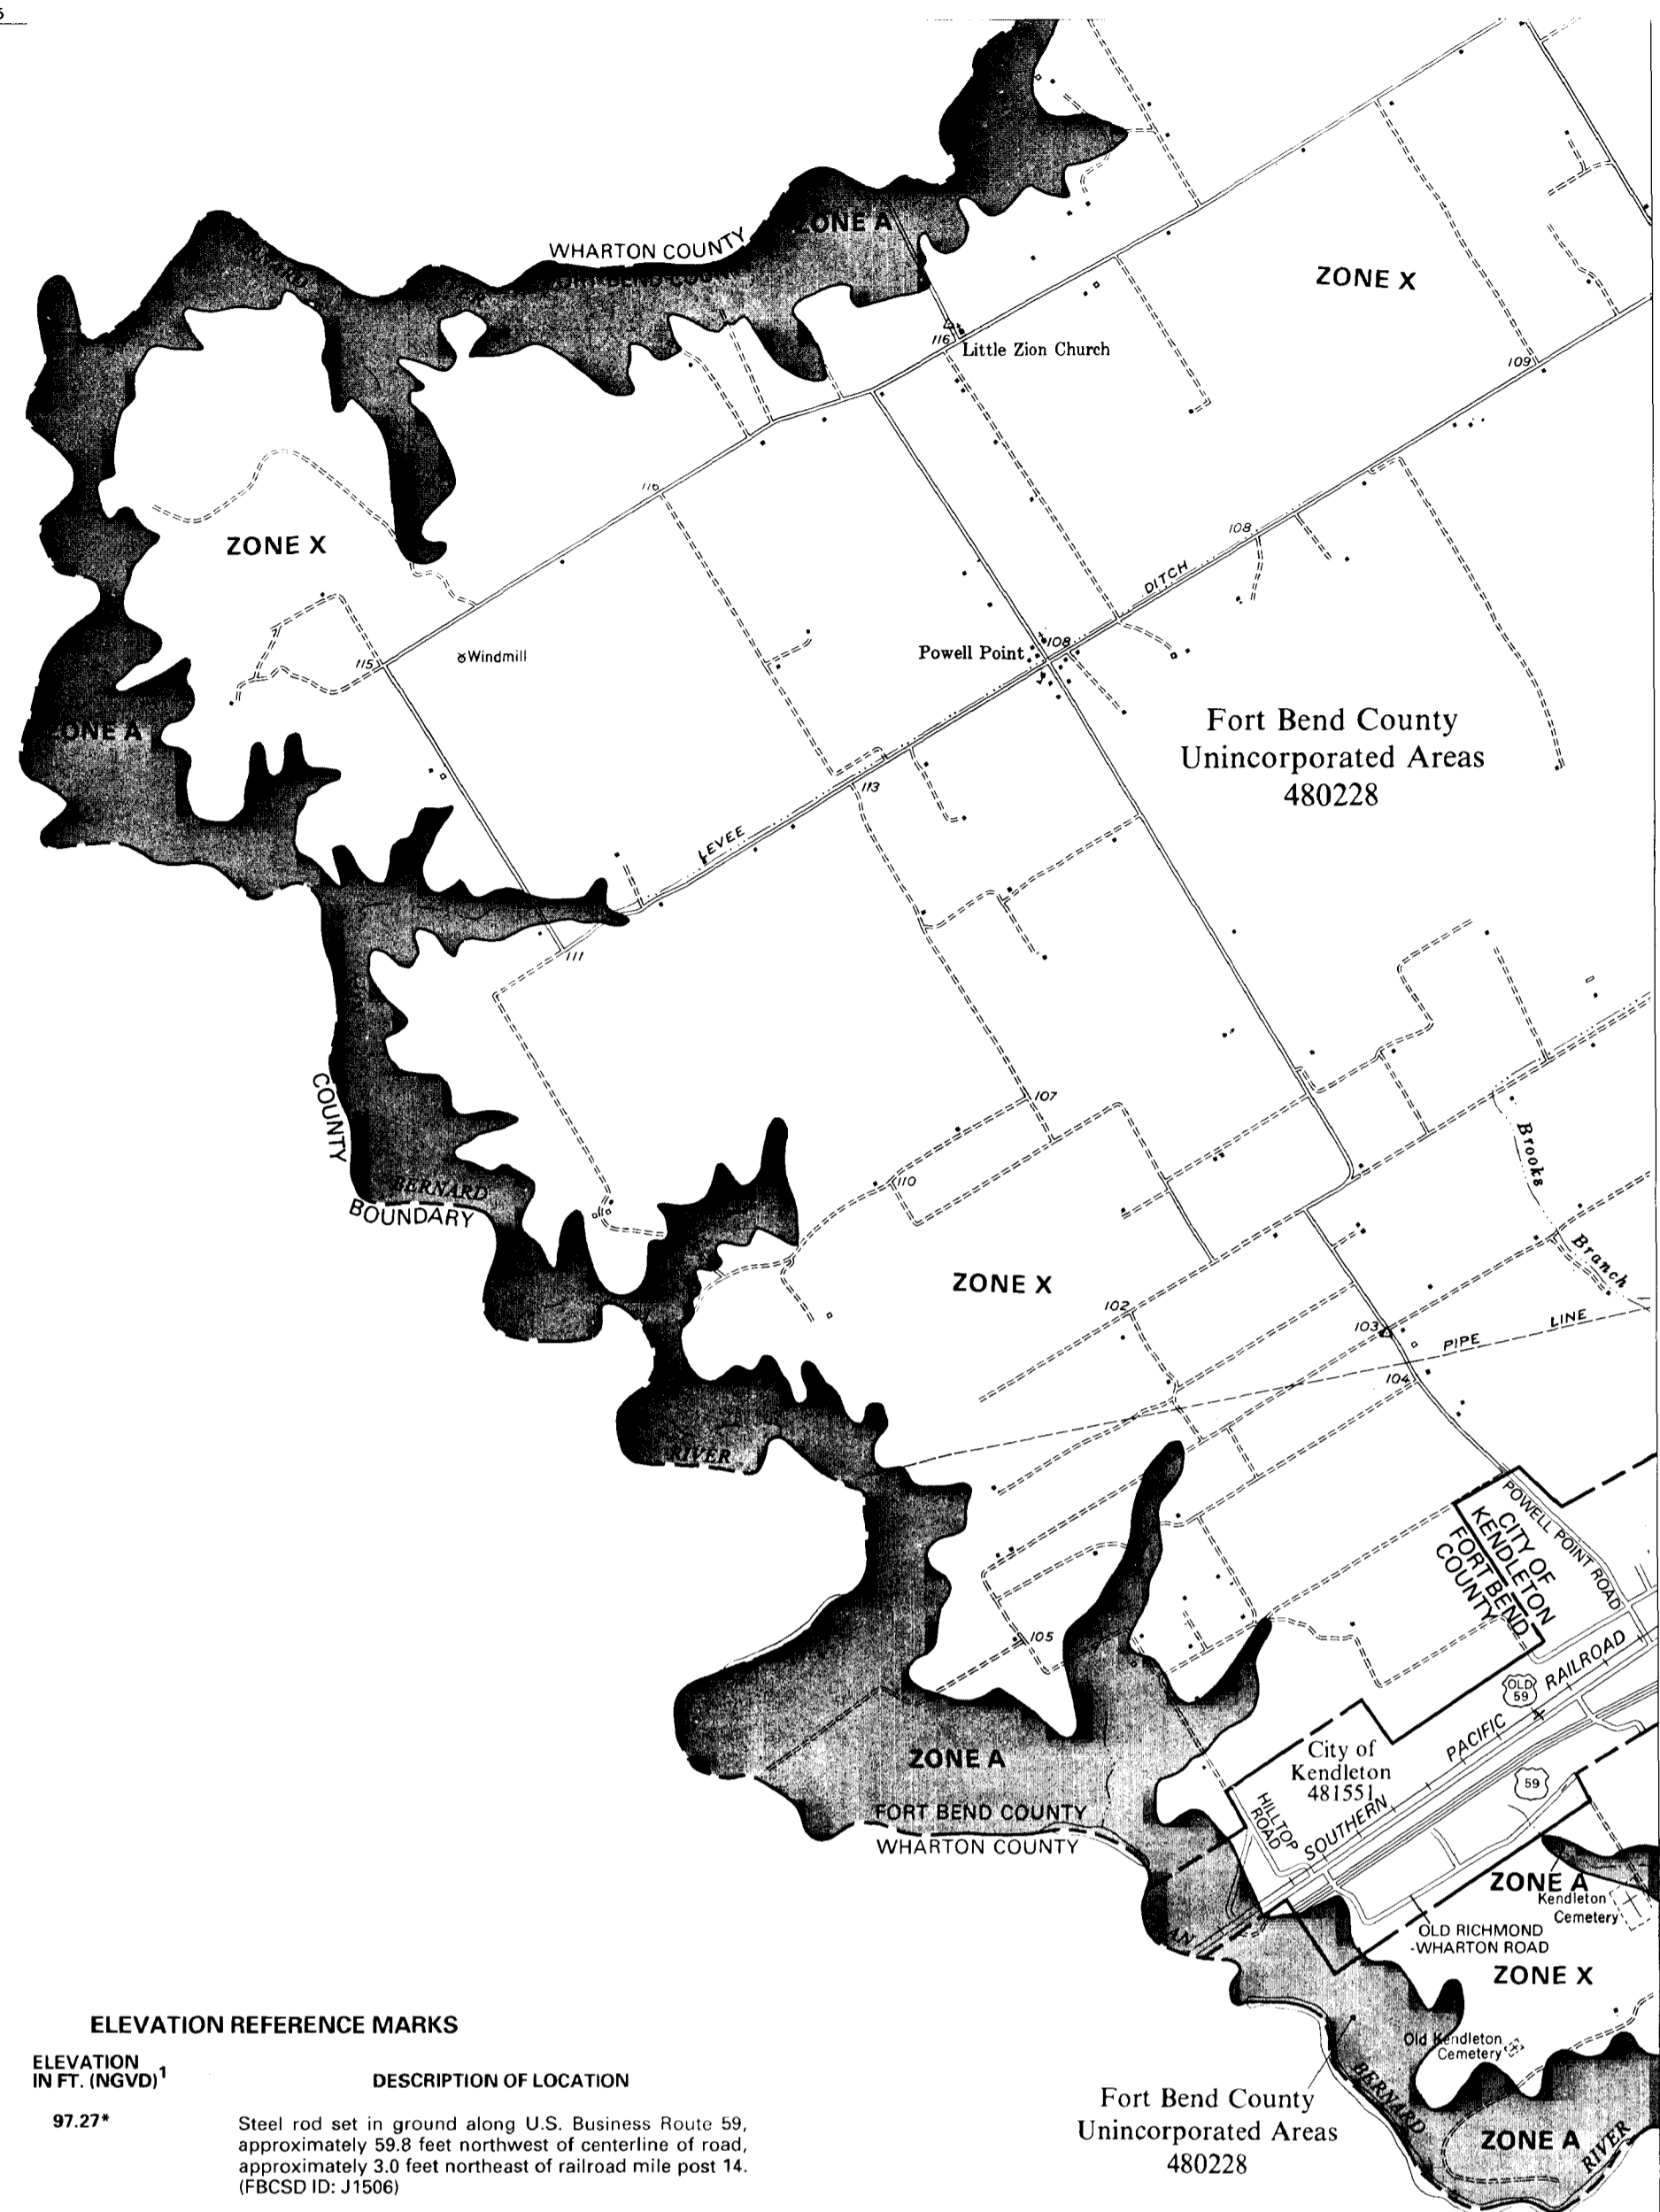 WHARTON COUNTY
ZONE A
FORT BEND COUNTY
ZONE X
116
Little Zion Church
109
116
108
DITCH
ZONE X
115
Windmill
Powell Point
108
ZONE A
Fort Bend County
Unincorporated Areas
480228
113
LEVEE
111
COUNTY
107
Brooks
110
BERNARD
BOUNDARY
Branch
ZONE X
102
103
PIPE
LINE
104
RIVER
POWELL POINT ROAD
CITY OF
KENDLETON
FORT BEND
COUNTY
105
RAILROAD
OLD
59
PACIFIC
ZONE A
City of
Kendleton
481551
59
HILLTOP
ROAD
SOUTHERN
FORT BEND COUNTY
WHARTON COUNTY
ZONE A
Kendleton
Cemetery
OLD RICHMOND
-WHARTON ROAD
ZONE X
Old Kendleton
Cemetery
BERNARD
Fort Bend County
Unincorporated Areas
480228
ZONE A
RIVER
ELEVATION REFERENCE MARKS
ELEVATION
IN FT. (NGVD)1
DESCRIPTION OF LOCATION
97.27*
Steel rod set in ground along U.S. Business Route 59,
approximately 59.8 feet northwest of centerline of road,
approximately 3.0 feet northeast of railroad mile post 14.
(FBCSD ID: J1506)